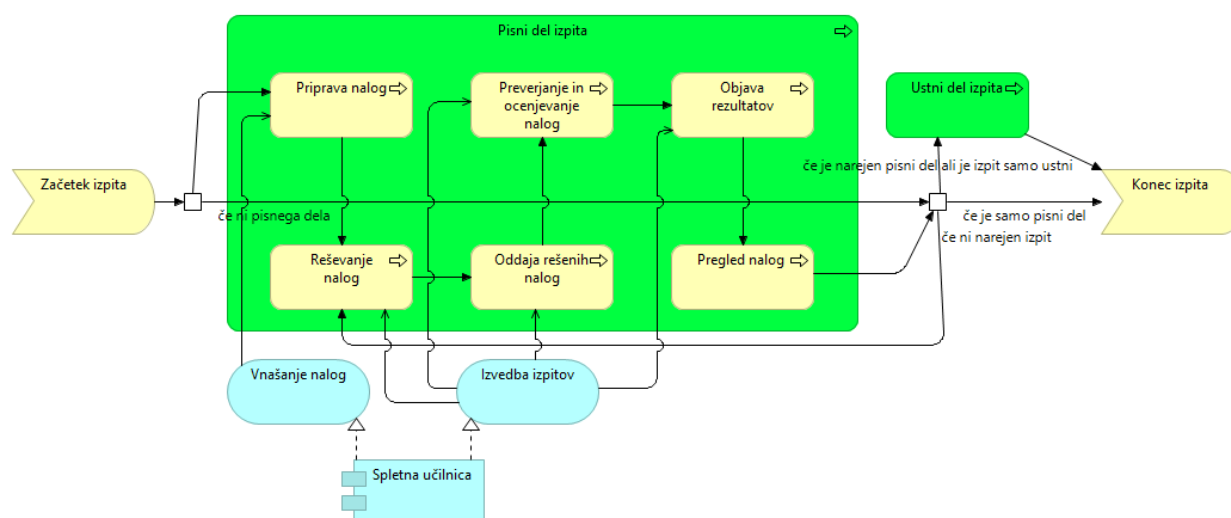 Pisni del izpita
Priprava nalog
Preverjanje in
ocenjevanje
nalog
Objava
rezultatov
Ustni del izpita
če je narejen pisni del ali je izpit samo ustni
Začetek izpita
Konec izpita
če ni pisnega dela
če je samo pisni del
če ni narejen izpit
Reševanje
nalog
Oddaja rešenih
nalog
Pregled nalog
Vnašanje nalog
Izvedba izpitov
Spletna učilnica